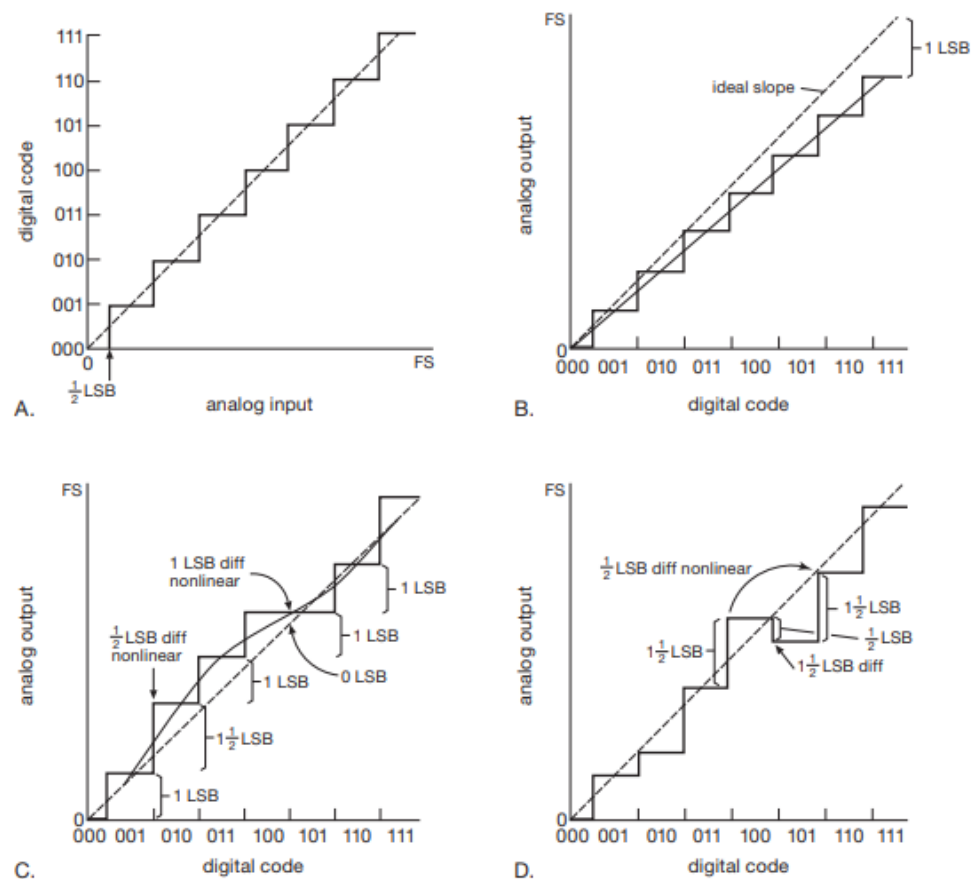 111
110
101
100
011
010
001
000
digital code
0
FS
1/2 LSB
analog input
A.
FS
analog output
ideal slope
1 LSB
0
000 001 010 011 100 101 110 111
digital code
B.
FS
analog output
1 LSB diff
nonlinear
1/2 LSB diff
nonlinear
1 LSB
1 LSB
0 LSB
1 LSB
1 1/2 LSB
1 LSB
0
000 001 010 011 100 101 110 111
digital code
C.
FS
analog output
1/2 LSB diff nonlinear
1 1/2 LSB
1 1/2 LSB
1/2 LSB
1 1/2 LSB diff
0
000 001 010 011 100 101 110 111
digital code
D.